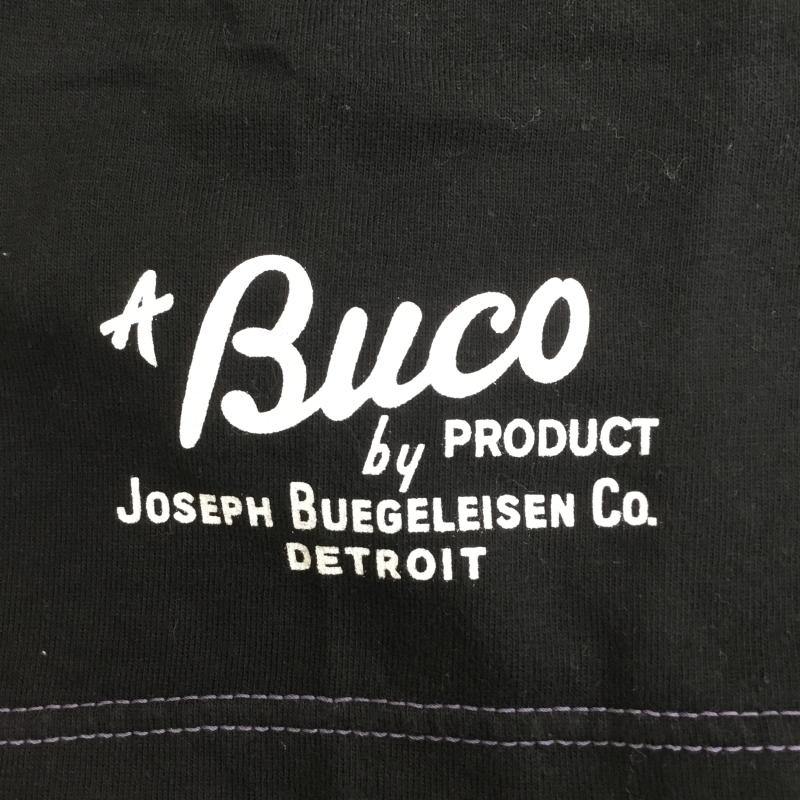 A Buco
by PRODUCT
JOSEPH BUEGELEISEN CO.
DETROIT